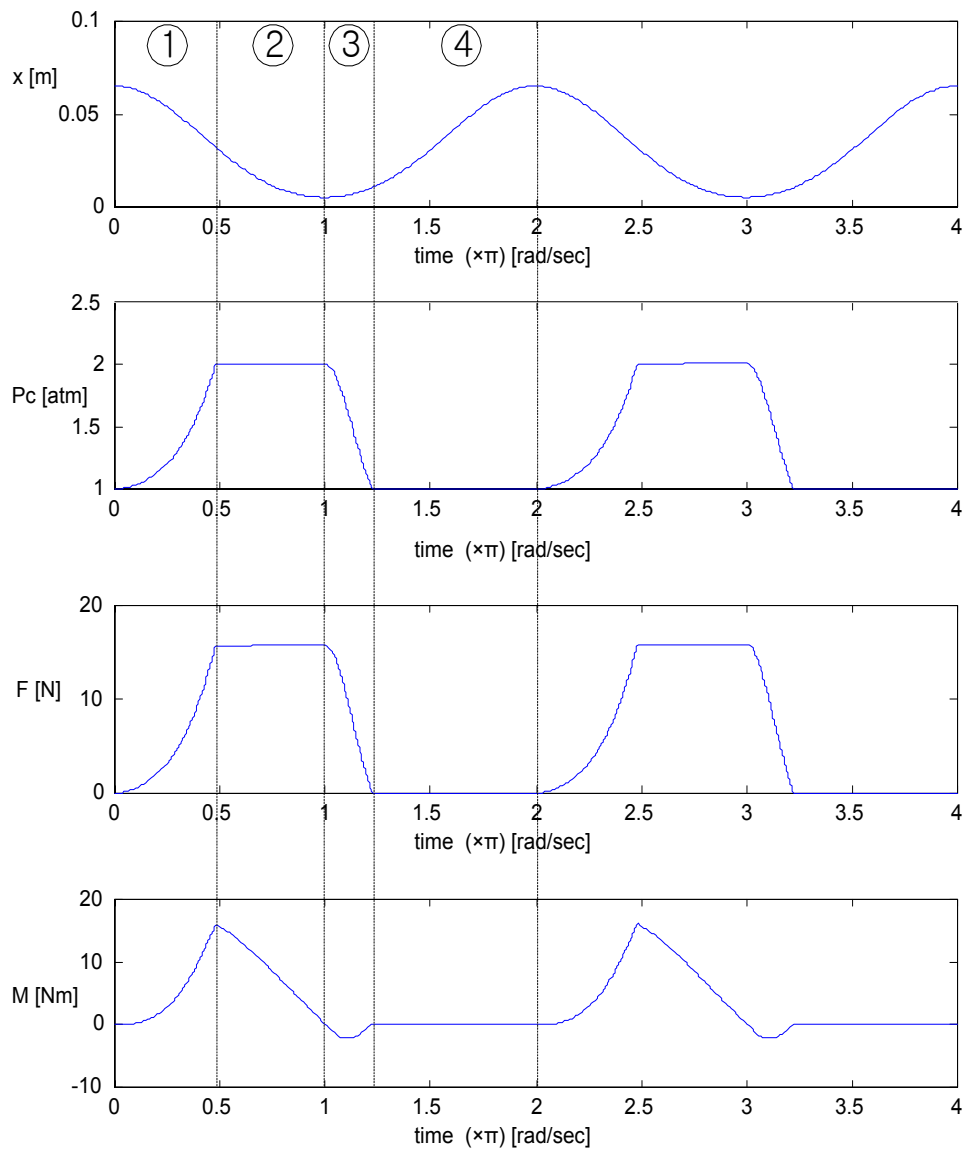 0.1
① ② ③ ④
x [m]
0.05
0
0 0.5 1 1.5 2 2.5 3 3.5 4
time (×π) [rad/sec]
2.5
2
Pc [atm]
1.5
1
0 0.5 1 1.5 2 2.5 3 3.5 4
time (×π) [rad/sec]
20
F [N]
10
0
0 0.5 1 1.5 2 2.5 3 3.5 4
time (×π) [rad/sec]
20
10
M [Nm]
0
-10
0 0.5 1 1.5 2 2.5 3 3.5 4
time (×π) [rad/sec]